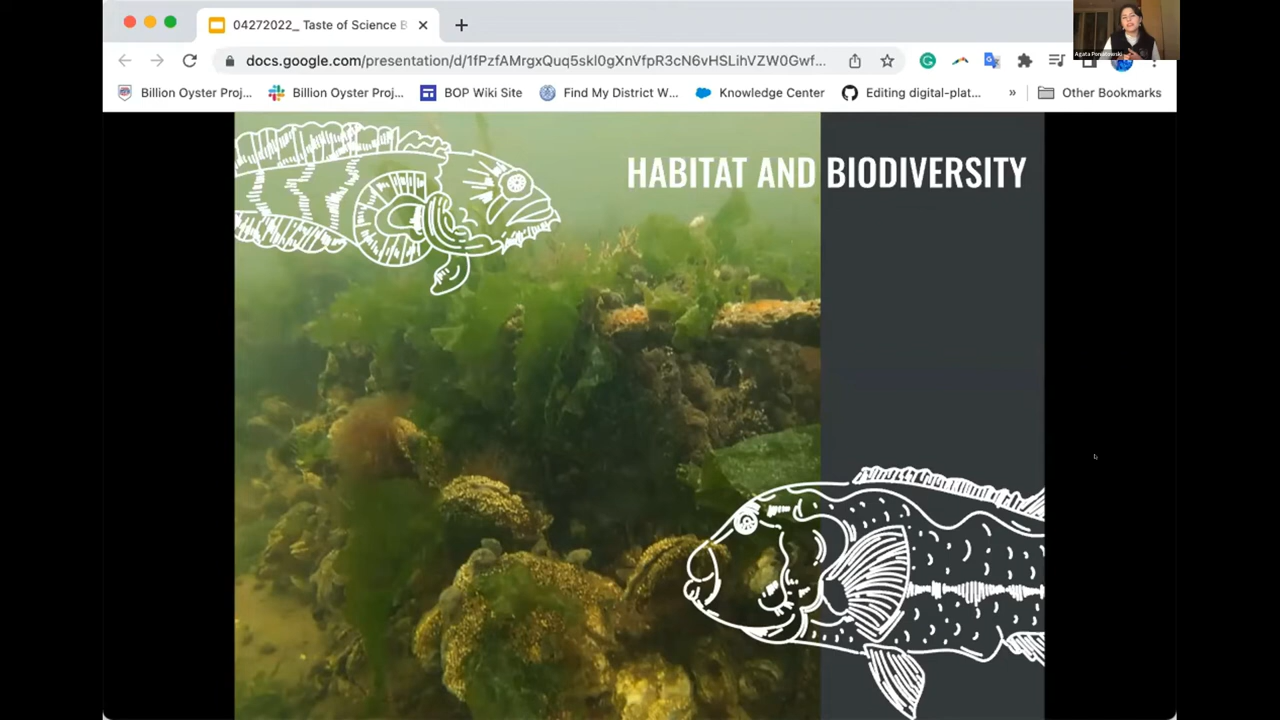 04272022_ Taste of Science B
docs.google.com/presentation/d/1fPzfAMrgxQuq5skl0gXnVfpR3cN6vHSLihVZW0Gwf...
Billion Oyster Proj...
Billion Oyster Proj...
BOP Wiki Site
Find My District W...
Knowledge Center
Editing digital-plat...
»
Other Bookmarks
HABITAT AND BIODIVERSITY